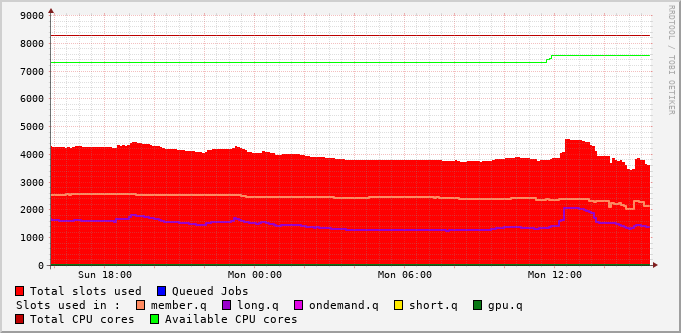 9000
8000
7000
6000
5000
4000
3000
2000
1000
0
Sun 18:00 Mon 00:00 Mon 06:00 Mon 12:00
Total slots used Queued Jobs
Slots used in : member.q long.q ondemand.q short.q gpu.q
Total CPU cores Available CPU cores
RRDTOOL / TOBI OETIKER